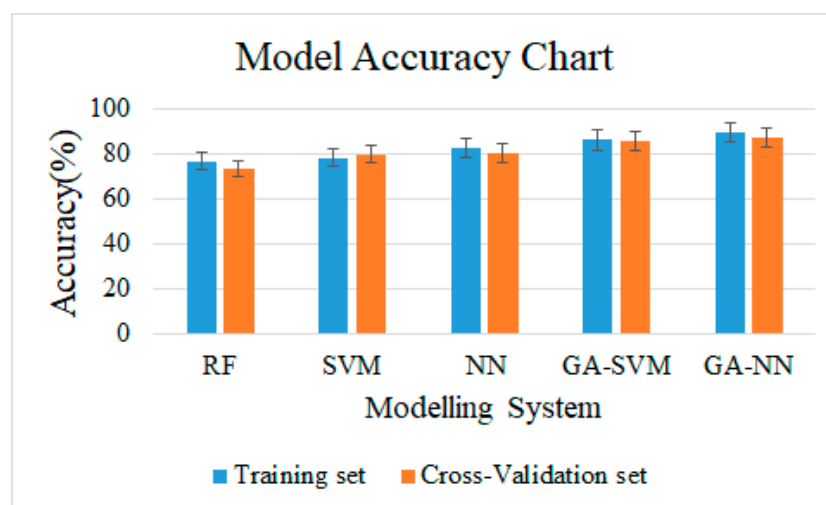 Model Accuracy Chart
Accuracy(%)
100
80
60
40
20
0
RF SVM NN GA-SVM GA-NN
Modelling System
Training set Cross-Validation set